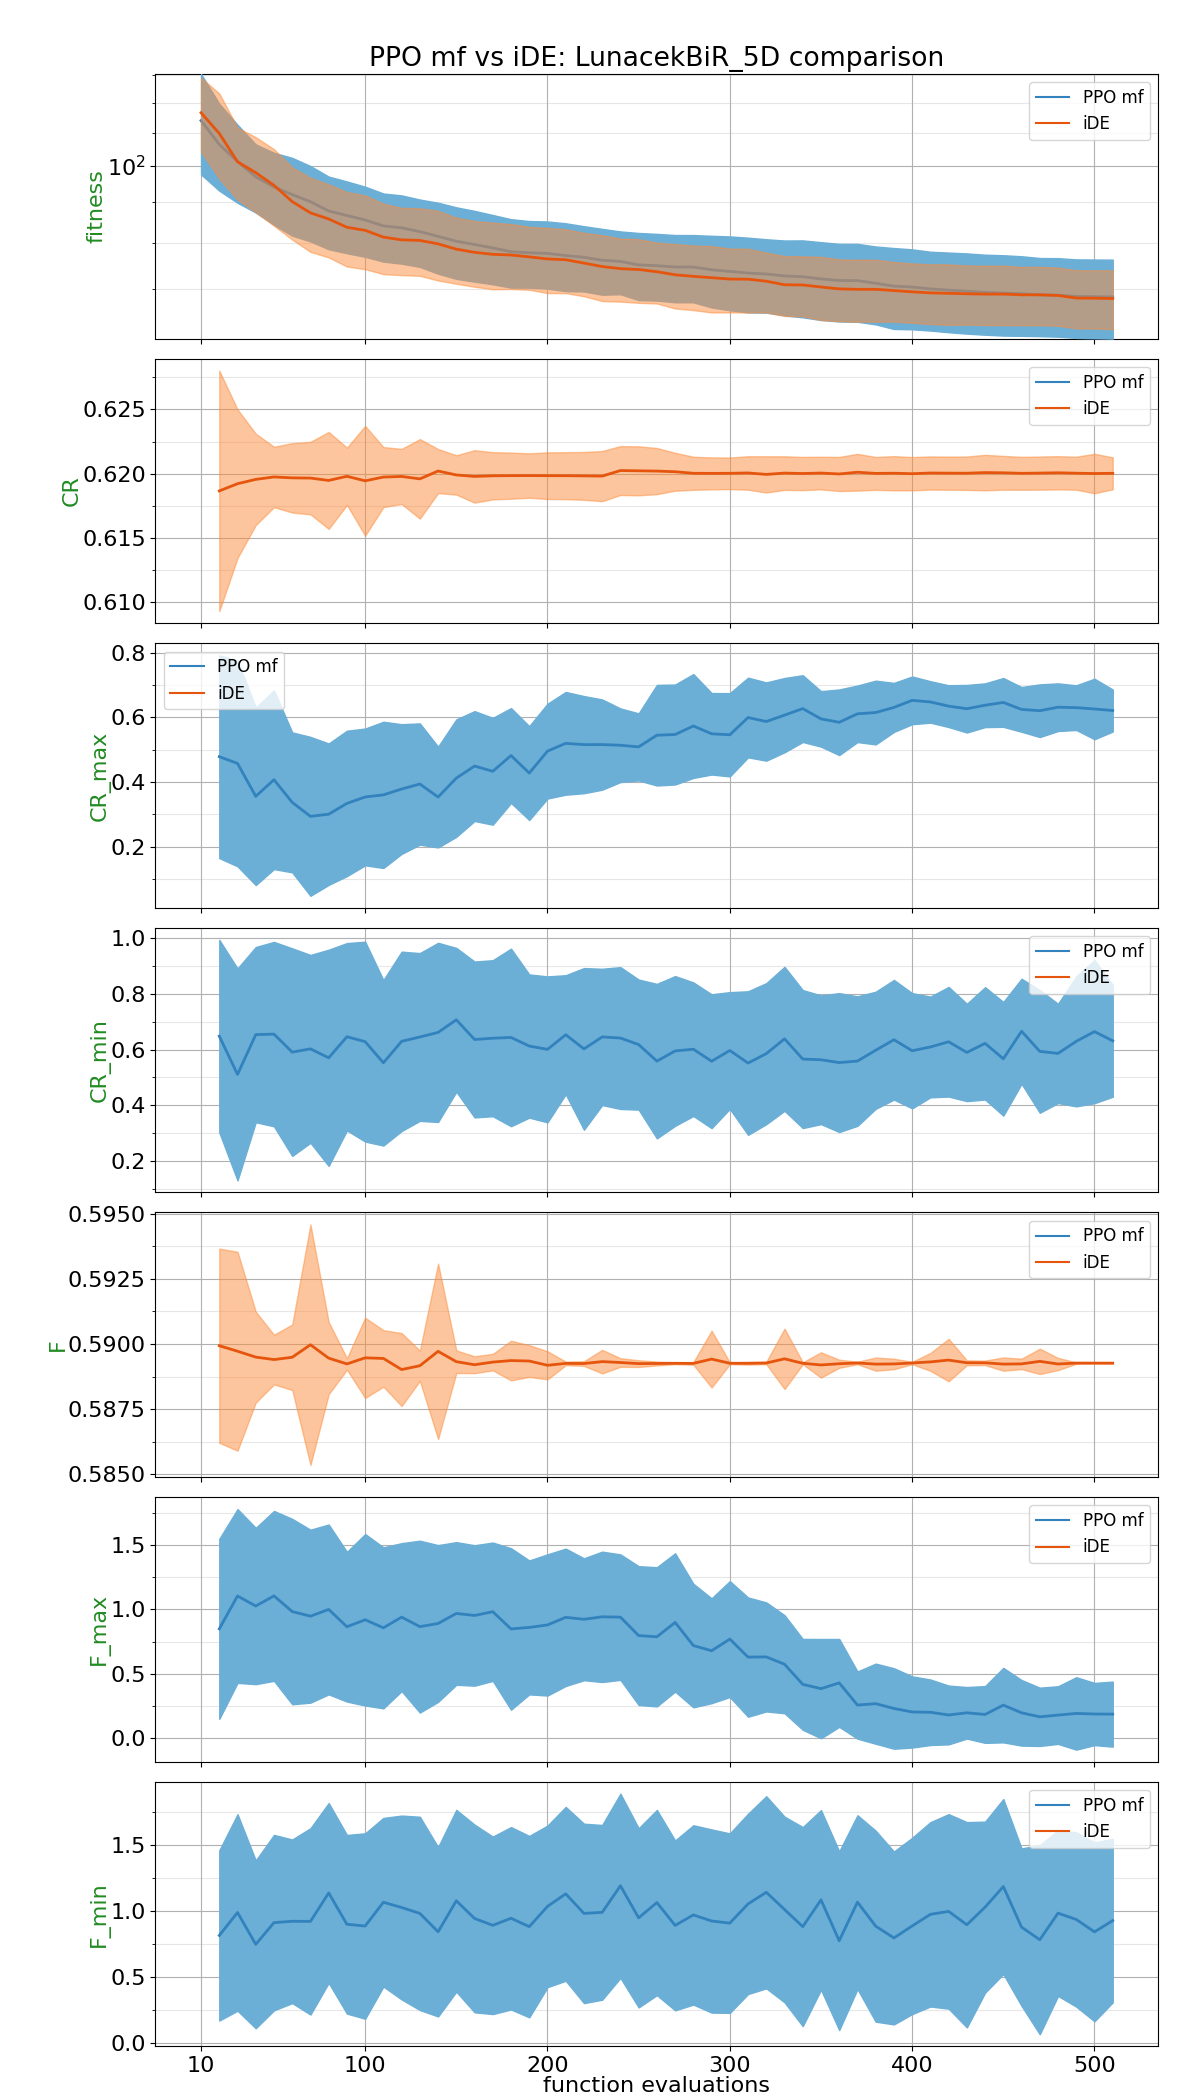 PPO mf vs iDE: LunacekBiR_5D comparison
fitness
10²
PPO mf
iDE
CR
0.625
0.620
0.615
0.610
PPO mf
iDE
CR_max
0.8
0.6
0.4
0.2
PPO mf
iDE
CR_min
1.0
0.8
0.6
0.4
0.2
PPO mf
iDE
F
0.5950
0.5925
0.5900
0.5875
0.5850
PPO mf
iDE
F_max
1.5
1.0
0.5
0.0
PPO mf
iDE
F_min
1.5
1.0
0.5
0.0
PPO mf
iDE
10 100 200 300 400 500
function evaluations